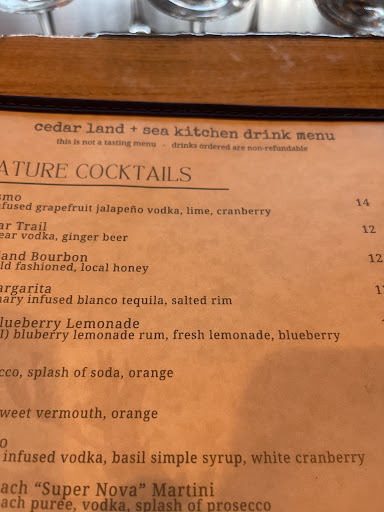 cedar land + sea kitchen drink menu
this is not a tasting menu - drinks ordered are non-refundable
ATURE COCKTAILS
smo 14
fused grapefruit jalapeño vodka, lime, cranberry
ar Trail 12
ear vodka, ginger beer
and Bourbon 12
ld fashioned, local honey
argarita
ary infused blanco tequila, salted rim
lueberry Lemonade
I) bluberry lemonade rum, fresh lemonade, blueberry
cco, splash of soda, orange
sweet vermouth, orange
o
infused vodka, basil simple syrup, white cranberry
ach “Super Nova” Martini
ach puree, vodka, splash of prosecco